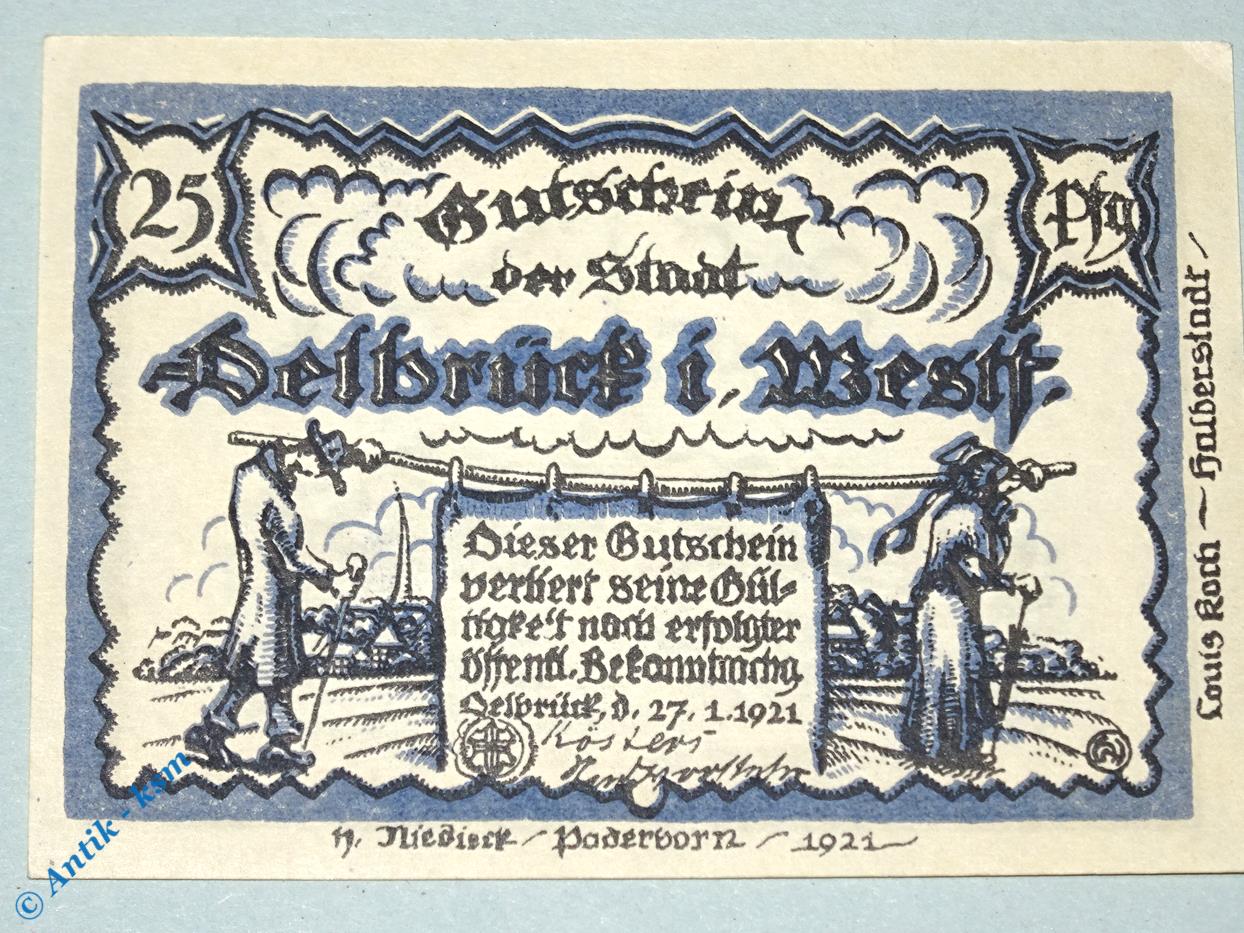 25
Pfg
Gutschein
der Stadt
Delbrück i. Westf.
Dieser Gutschein
verliert seine Gül-
tigkeit nach erfolgter
öffentl. Bekanntmachg.
Delbrück, d. 27. 1. 1921
Kösters
H. Niedieck - Paderborn - 1921
Louis Koch - Halberstadt
© Antik - ksm